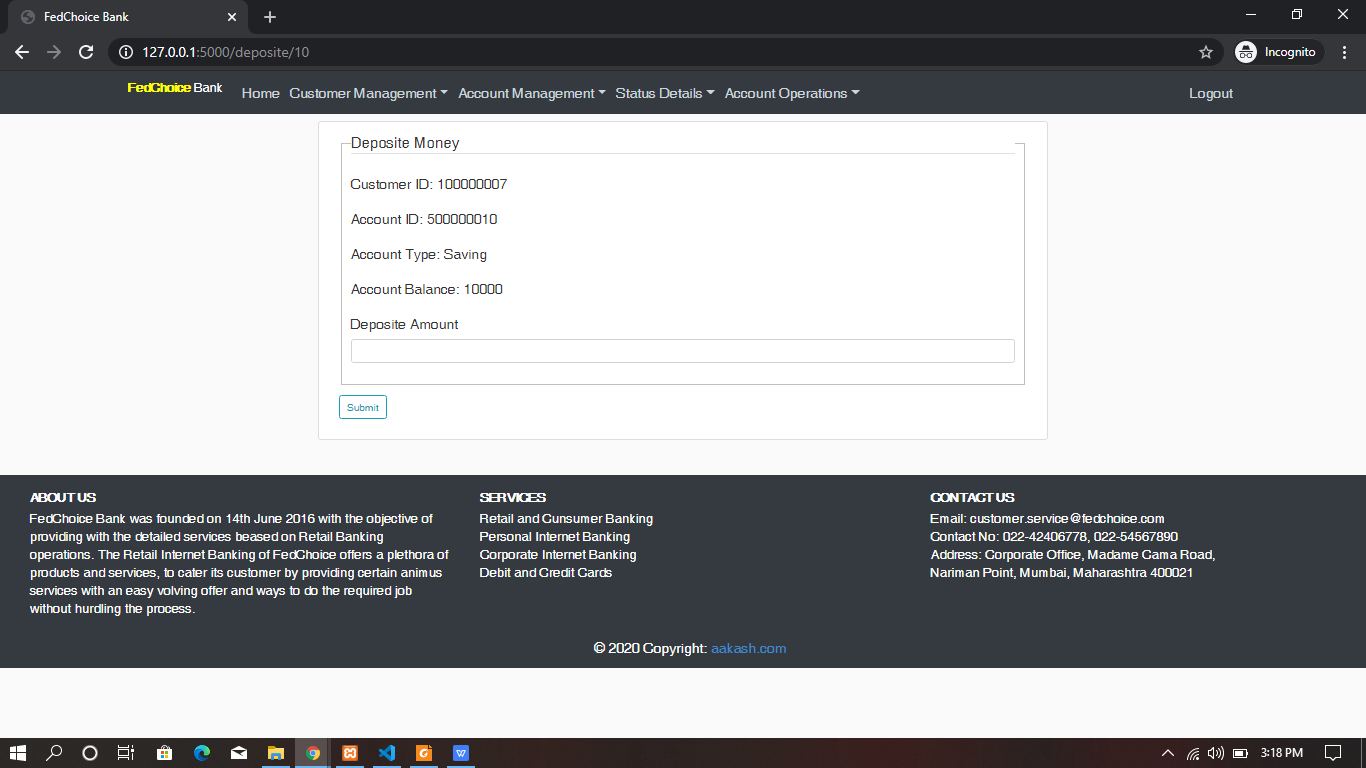 FedChoice Bank
127.0.0.1:5000/deposite/10
Incognito
FedChoice Bank Home Customer Management Account Management Status Details Account Operations Logout
Deposite Money
Customer ID: 100000007
Account ID: 500000010
Account Type: Saving
Account Balance: 10000
Deposite Amount
Submit
ABOUT US
FedChoice Bank was founded on 14th June 2016 with the objective of
providing with the detailed services beased on Retail Banking
operations. The Retail Internet Banking of FedChoice offers a plethora of
products and services, to cater its customer by providing certain animus
services with an easy volving offer and ways to do the required job
without hurdling the process.
SERVICES
Retail and Cunsumer Banking
Personal Internet Banking
Corporate Internet Banking
Debit and Credit Cards
CONTACT US
Email: customer.service@fedchoice.com
Contact No: 022-42406778, 022-54567890
Address: Corporate Office, Madame Cama Road,
Nariman Point, Mumbai, Maharashtra 400021
© 2020 Copyright: aakash.com
3:18 PM